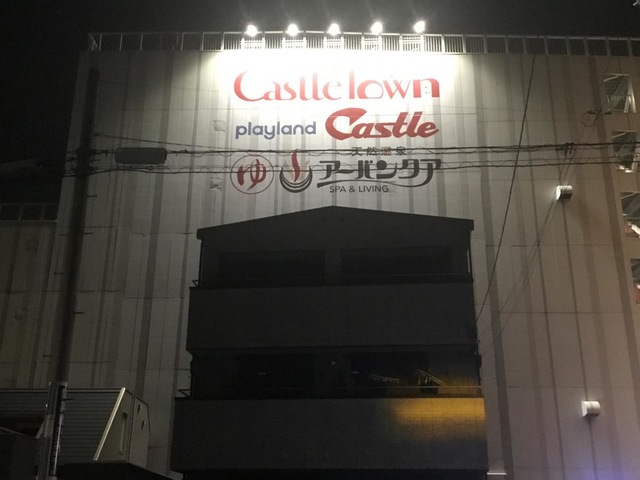 Castle Town
playland Castle
天然温泉
ゆ アーバンクア
SPA & LIVING